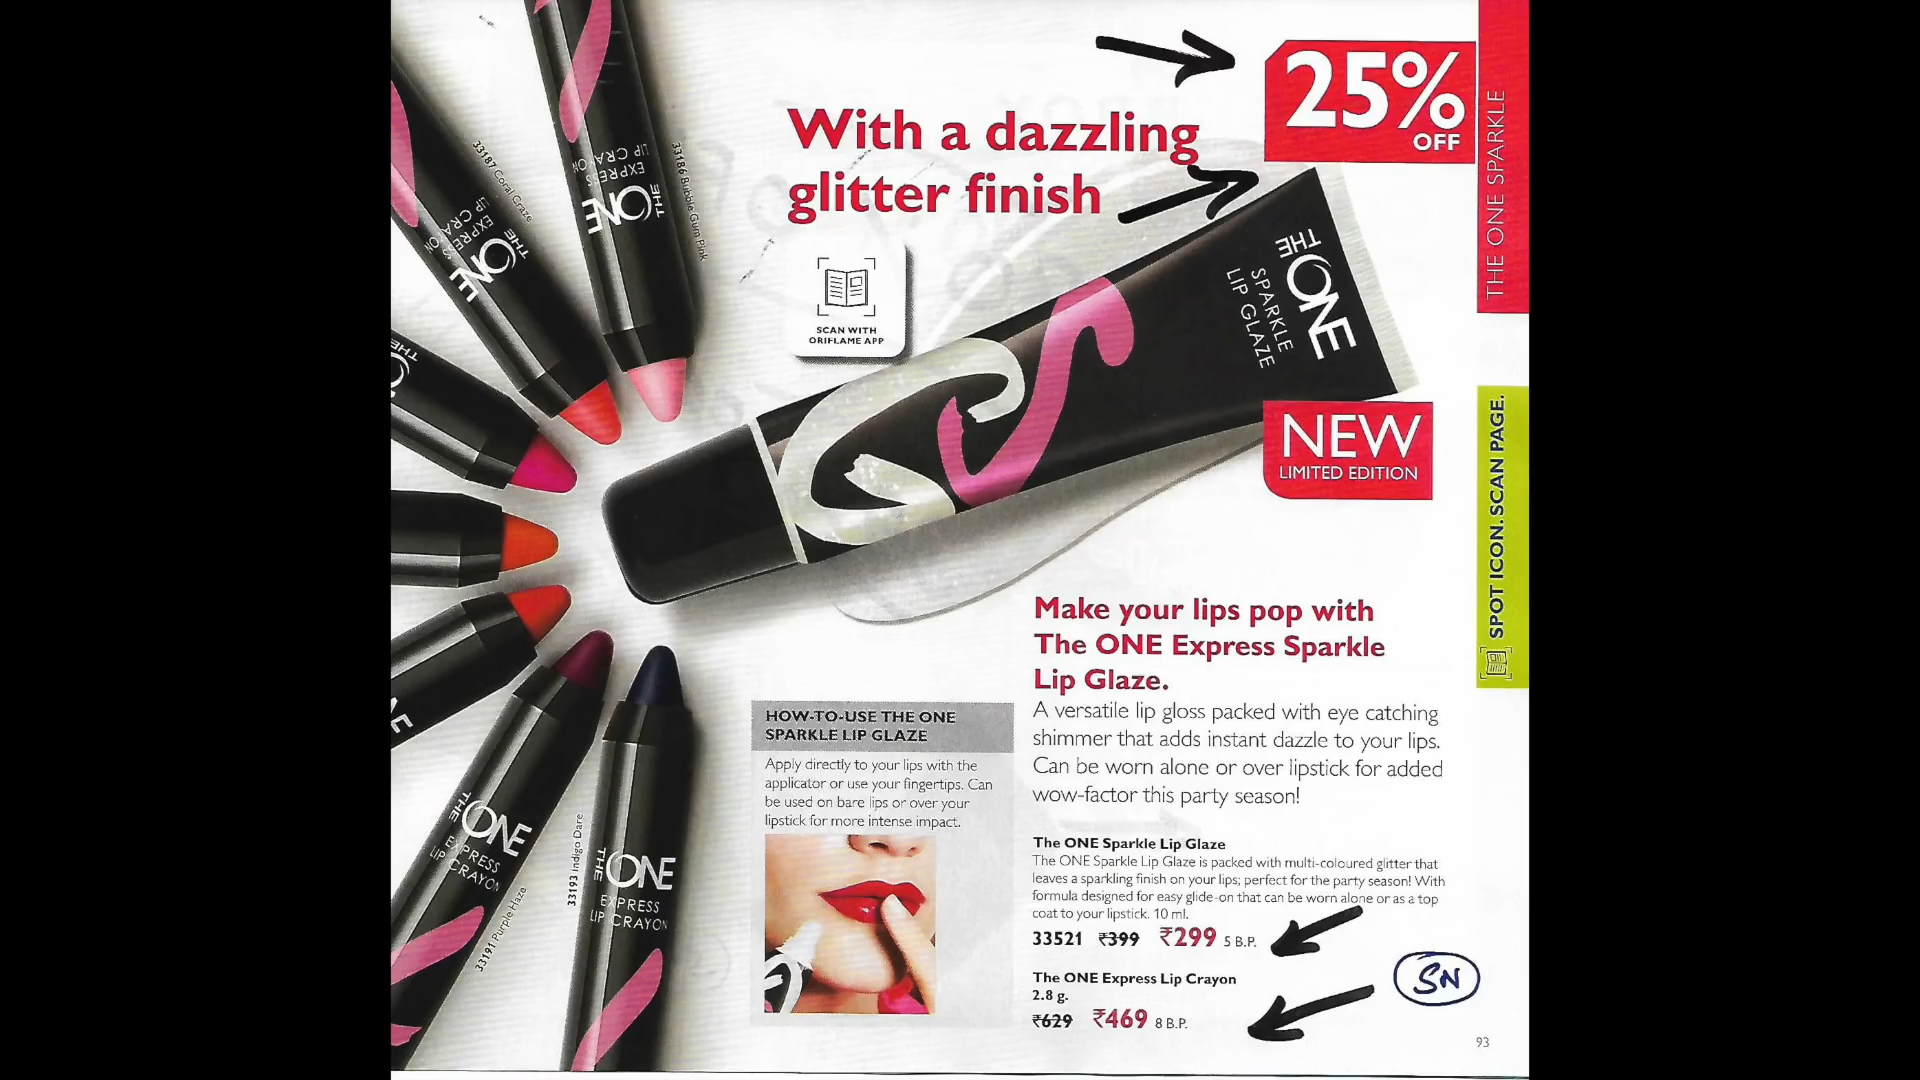 25%
OFF
With a dazzling
glitter finish
SCAN WITH
ORIFLAME APP
THE ONE
SPARKLE
LIP GLAZE
NEW
LIMITED EDITION
THE ONE SPARKLE
SPOT ICON. SCAN PAGE.
33187 Coral Craze
THE ONE
EXPRESS
LIP CRAYON
33186 Bubble Gum Pink
THE ONE
EXPRESS
LIP CRAYON
THE
Make your lips pop with
The ONE Express Sparkle
Lip Glaze.
A versatile lip gloss packed with eye catching
shimmer that adds instant dazzle to your lips.
Can be worn alone or over lipstick for added
wow-factor this party season!
HOW-TO-USE THE ONE
SPARKLE LIP GLAZE
Apply directly to your lips with the
applicator or use your fingertips. Can
be used on bare lips or over your
lipstick for more intense impact.
THE ONE
EXPRESS
LIP CRAYON
33191 Purple Haze
33193 Indigo Dare
THE ONE
EXPRESS
LIP CRAYON
The ONE Sparkle Lip Glaze
The ONE Sparkle Lip Glaze is packed with multi-coloured glitter that
leaves a sparkling finish on your lips; perfect for the party season! With
formula designed for easy glide-on that can be worn alone or as a top
coat to your lipstick. 10 ml.
33521 ₹399 ₹299 5 B.P.
The ONE Express Lip Crayon
2.8 g.
₹629 ₹469 8 B.P.
SN
93